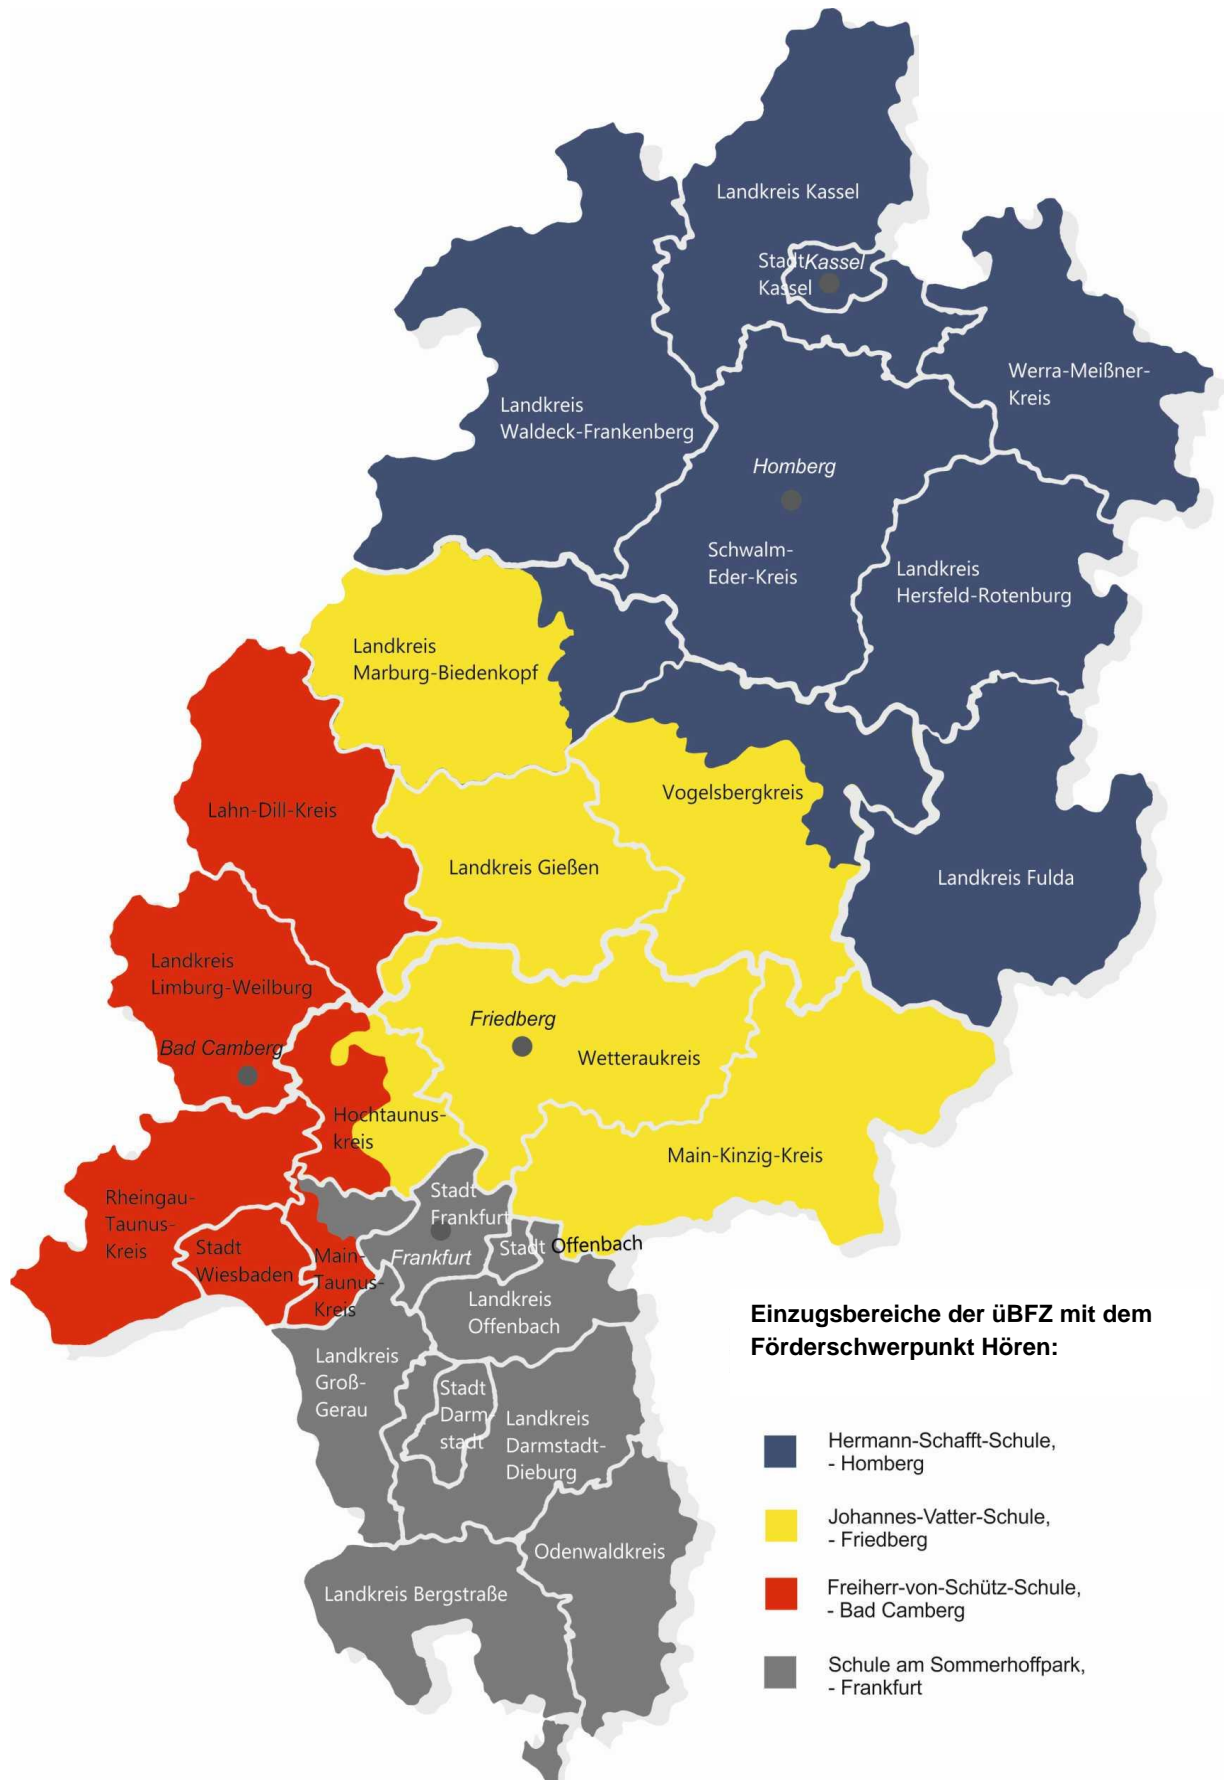 Landkreis Kassel
Stadt
Kassel
Kassel
Werra-Meißner-
Kreis
Landkreis
Waldeck-Frankenberg
Homberg
Schwalm-
Eder-Kreis
Landkreis
Hersfeld-Rotenburg
Landkreis
Marburg-Biedenkopf
Vogelsbergkreis
Lahn-Dill-Kreis
Landkreis Gießen
Landkreis Fulda
Landkreis
Limburg-Weilburg
Friedberg
Bad Camberg
Wetteraukreis
Hochtaunus-
kreis
Main-Kinzig-Kreis
Rheingau-
Taunus-
Kreis
Stadt
Frankfurt
Stadt
Wiesbaden
Main-
Taunus-
Kreis
Frankfurt
Stadt Offenbach
Landkreis
Offenbach
Landkreis
Groß-
Gerau
Stadt
Darm-
stadt
Landkreis
Darmstadt-
Dieburg
Odenwaldkreis
Landkreis Bergstraße
Einzugsbereiche der üBFZ mit dem
Förderschwerpunkt Hören:
Hermann-Schafft-Schule,
- Homberg
Johannes-Vatter-Schule,
- Friedberg
Freiherr-von-Schütz-Schule,
- Bad Camberg
Schule am Sommerhoffpark,
- Frankfurt